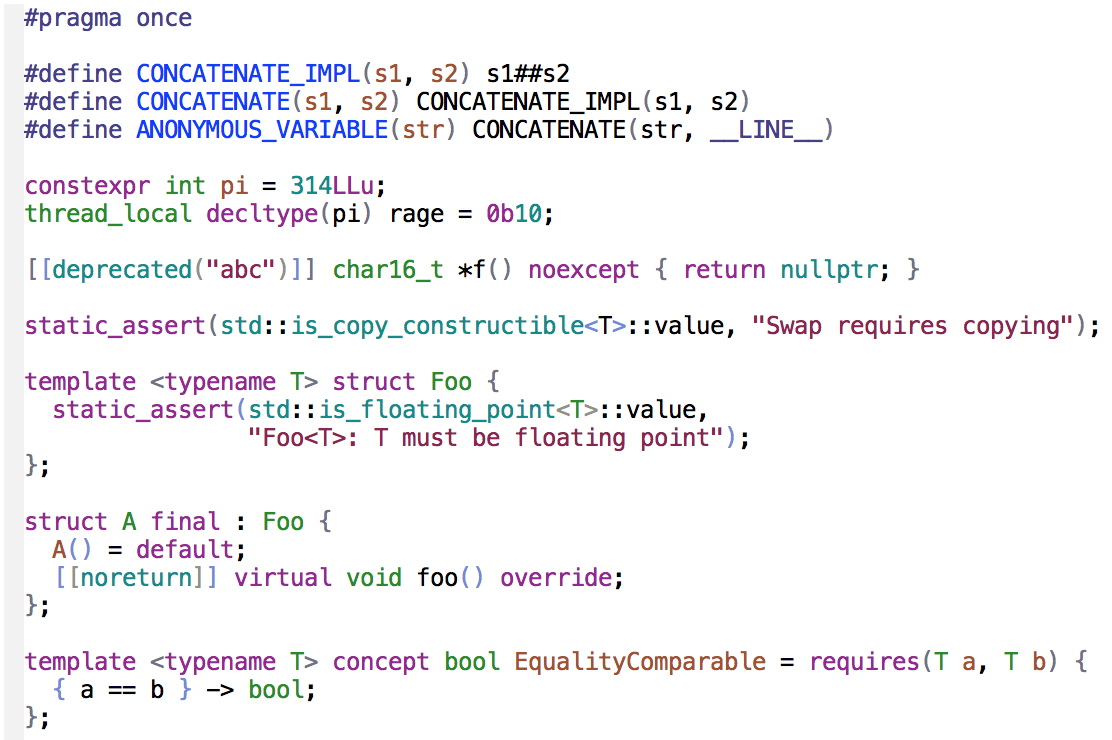 #pragma once

#define CONCATENATE_IMPL(s1, s2) s1##s2
#define CONCATENATE(s1, s2) CONCATENATE_IMPL(s1, s2)
#define ANONYMOUS_VARIABLE(str) CONCATENATE(str, __LINE__)

constexpr int pi = 314LLu;
thread_local decltype(pi) rage = 0b10;

[[deprecated("abc")]] char16_t *f() noexcept { return nullptr; }

static_assert(std::is_copy_constructible<T>::value, "Swap requires copying");

template <typename T> struct Foo {
  static_assert(std::is_floating_point<T>::value,
                "Foo<T>: T must be floating point");
};

struct A final : Foo {
  A() = default;
  [[noreturn]] virtual void foo() override;
};

template <typename T> concept bool EqualityComparable = requires(T a, T b) {
  { a == b } -> bool;
};